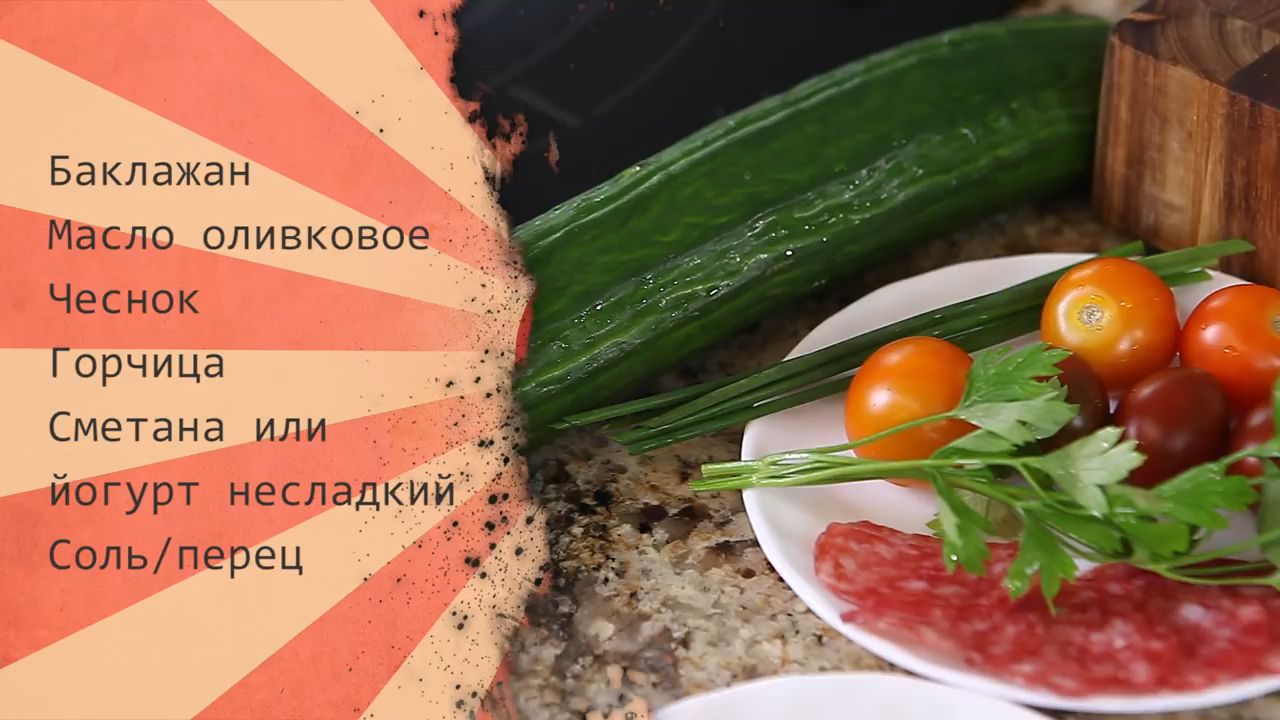 Баклажан
Масло оливковое
Чеснок
Горчица
Сметана или
йогурт несладкий
Соль/перец